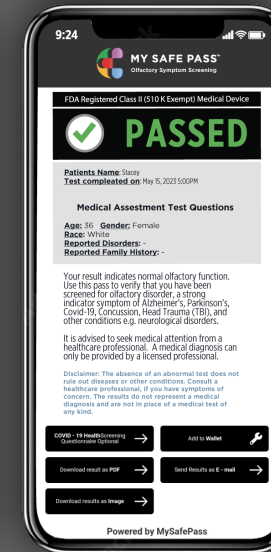 9:24
MY SAFE PASS™
Olfactory Symptom Screening
FDA Registered Class II (510 K Exempt) Medical Device
PASSED
Patients Name: Stacey
Test compleated on: May 15, 2023 5:00PM
Medical Assestment Test Questions
Age: 36 Gender: Female
Race: White
Reported Disorders: -
Reported Family History: -
Your result indicates normal olfactory function.
Use this pass to verify that you have been
screened for olfactory disorder, a strong
indicator symptom of Alzheimer's, Parkinson's,
Covid-19, Concussion, Head Trauma (TBI), and
other conditions e.g. neurological disorders.
It is advised to seek medical attention from a
healthcare professional. A medical diagnosis can
only be provided by a licensed professional.
Disclaimer: The absence of an abnormal test does not
rule out diseases or other conditions. Consult a
healthcare professional, if you have symptoms of
concern. The results do not represent a medical
diagnosis and are not in place of a medical test of
any kind.
COVID - 19 HealthScreening
Questionnaire Optional
Add to Wallet
Download result as PDF
Send Results as E - mail
Download results as Image
Powered by MySafePass